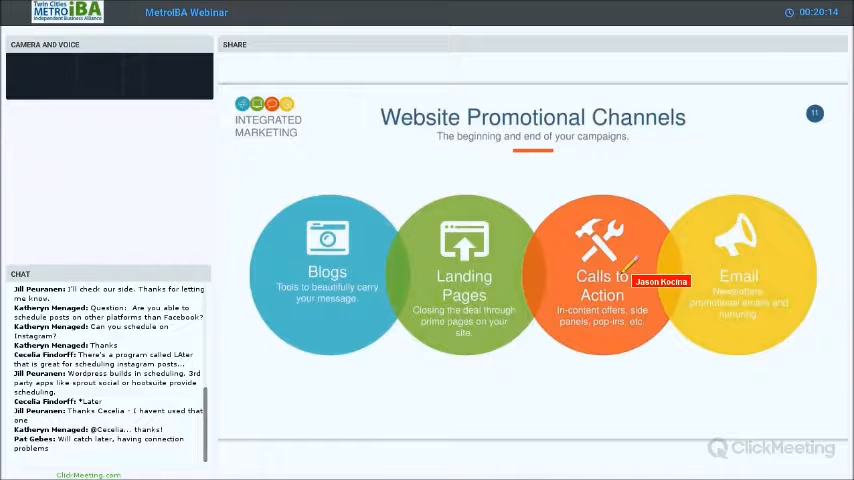 Twin Cities
METRO iBA
Independent Business Alliance
MetroIBA Webinar
00:20:14
CAMERA AND VOICE
SHARE
INTEGRATED
MARKETING
Website Promotional Channels
The beginning and end of your campaigns.
11
Blogs
Tools to beautifully carry
your message.
Landing
Pages
Closing the deal through
prime pages on your
site.
Calls to
Action
In-content offers, side
panels, pop-ins, etc.
Jason Kocina
Email
Newsletters,
promotional emails and
nurturing.
CHAT
Jill Peuranen: I'll check our side. Thanks for letting
me know.
Katheryn Menaged: Question: Are you able to
schedule posts on other platforms than Facebook?
Katheryn Menaged: Can you schedule on
Instagram?
Katheryn Menaged: Thanks
Cecelia Findorff: There's a program called LAter
that is great for scheduling instagram posts...
Jill Peuranen: Wordpress builds in scheduling. 3rd
party apps like sprout social or hootsuite provide
scheduling.
Cecelia Findorff: *Later
Jill Peuranen: Thanks Cecelia - I havent used that
one
Katheryn Menaged: @Cecelia... thanks!
Pat Gebes: Will catch later, having connection
problems
ClickMeeting.com
ClickMeeting